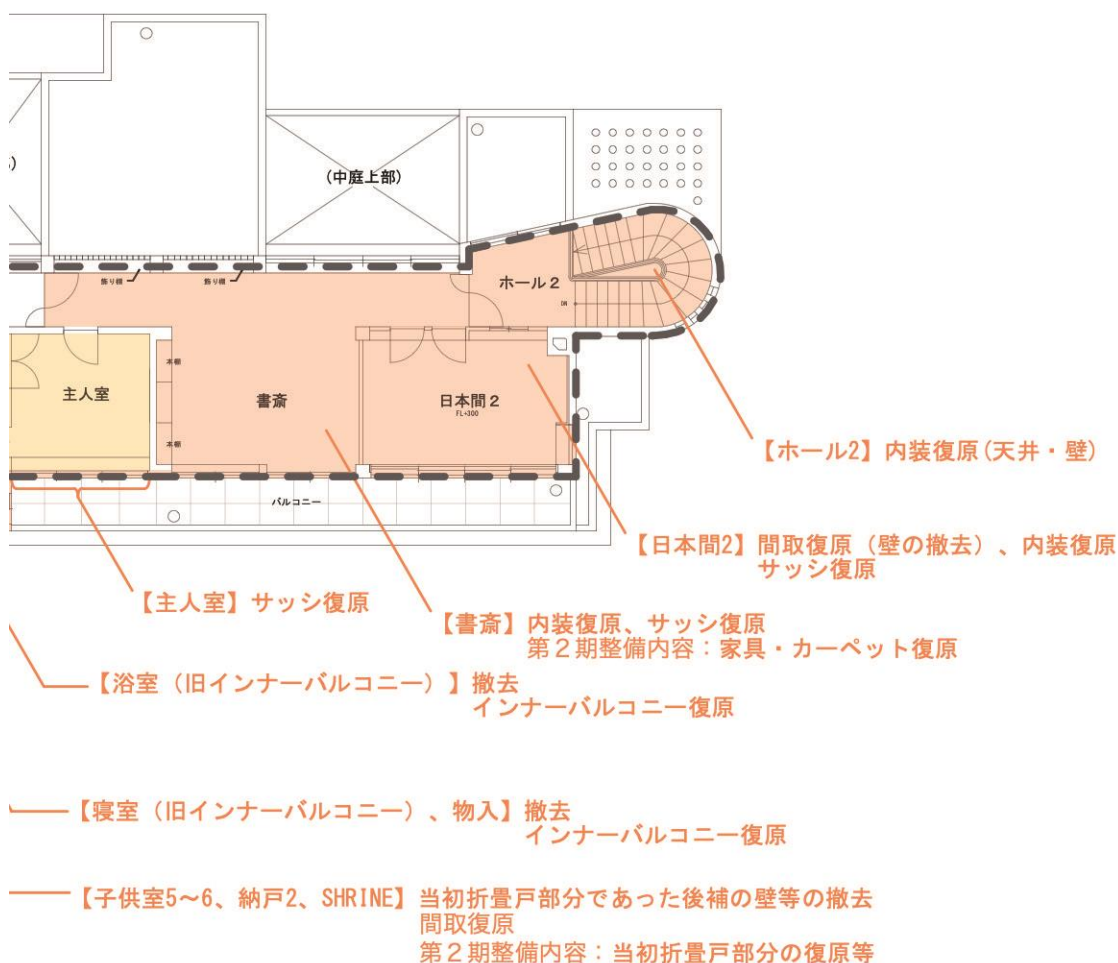 )
(中庭上部)
ホール2
飾り棚
飾り棚
DN
本棚
主人室
書斎
日本間2
FL+300
本棚
バルコニー
【ホール2】内装復原(天井・壁)
【日本間2】間取復原（壁の撤去）、内装復原
サッシ復原
【主人室】サッシ復原
【書斎】内装復原、サッシ復原
第２期整備内容：家具・カーペット復原
【浴室（旧インナーバルコニー）】撤去
インナーバルコニー復原
【寝室（旧インナーバルコニー）、物入】撤去
インナーバルコニー復原
【子供室5〜6、納戸2、SHRINE】当初折畳戸部分であった後補の壁等の撤去
間取復原
第２期整備内容：当初折畳戸部分の復原等